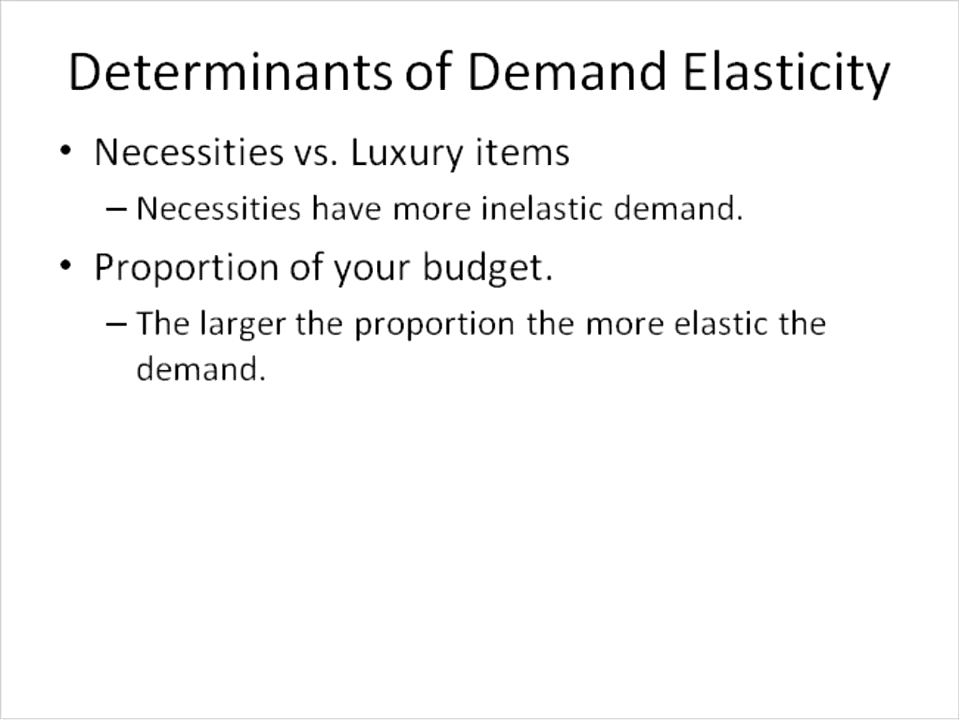 Determinants of Demand Elasticity
• Necessities vs. Luxury items
– Necessities have more inelastic demand.
• Proportion of your budget.
– The larger the proportion the more elastic the
demand.